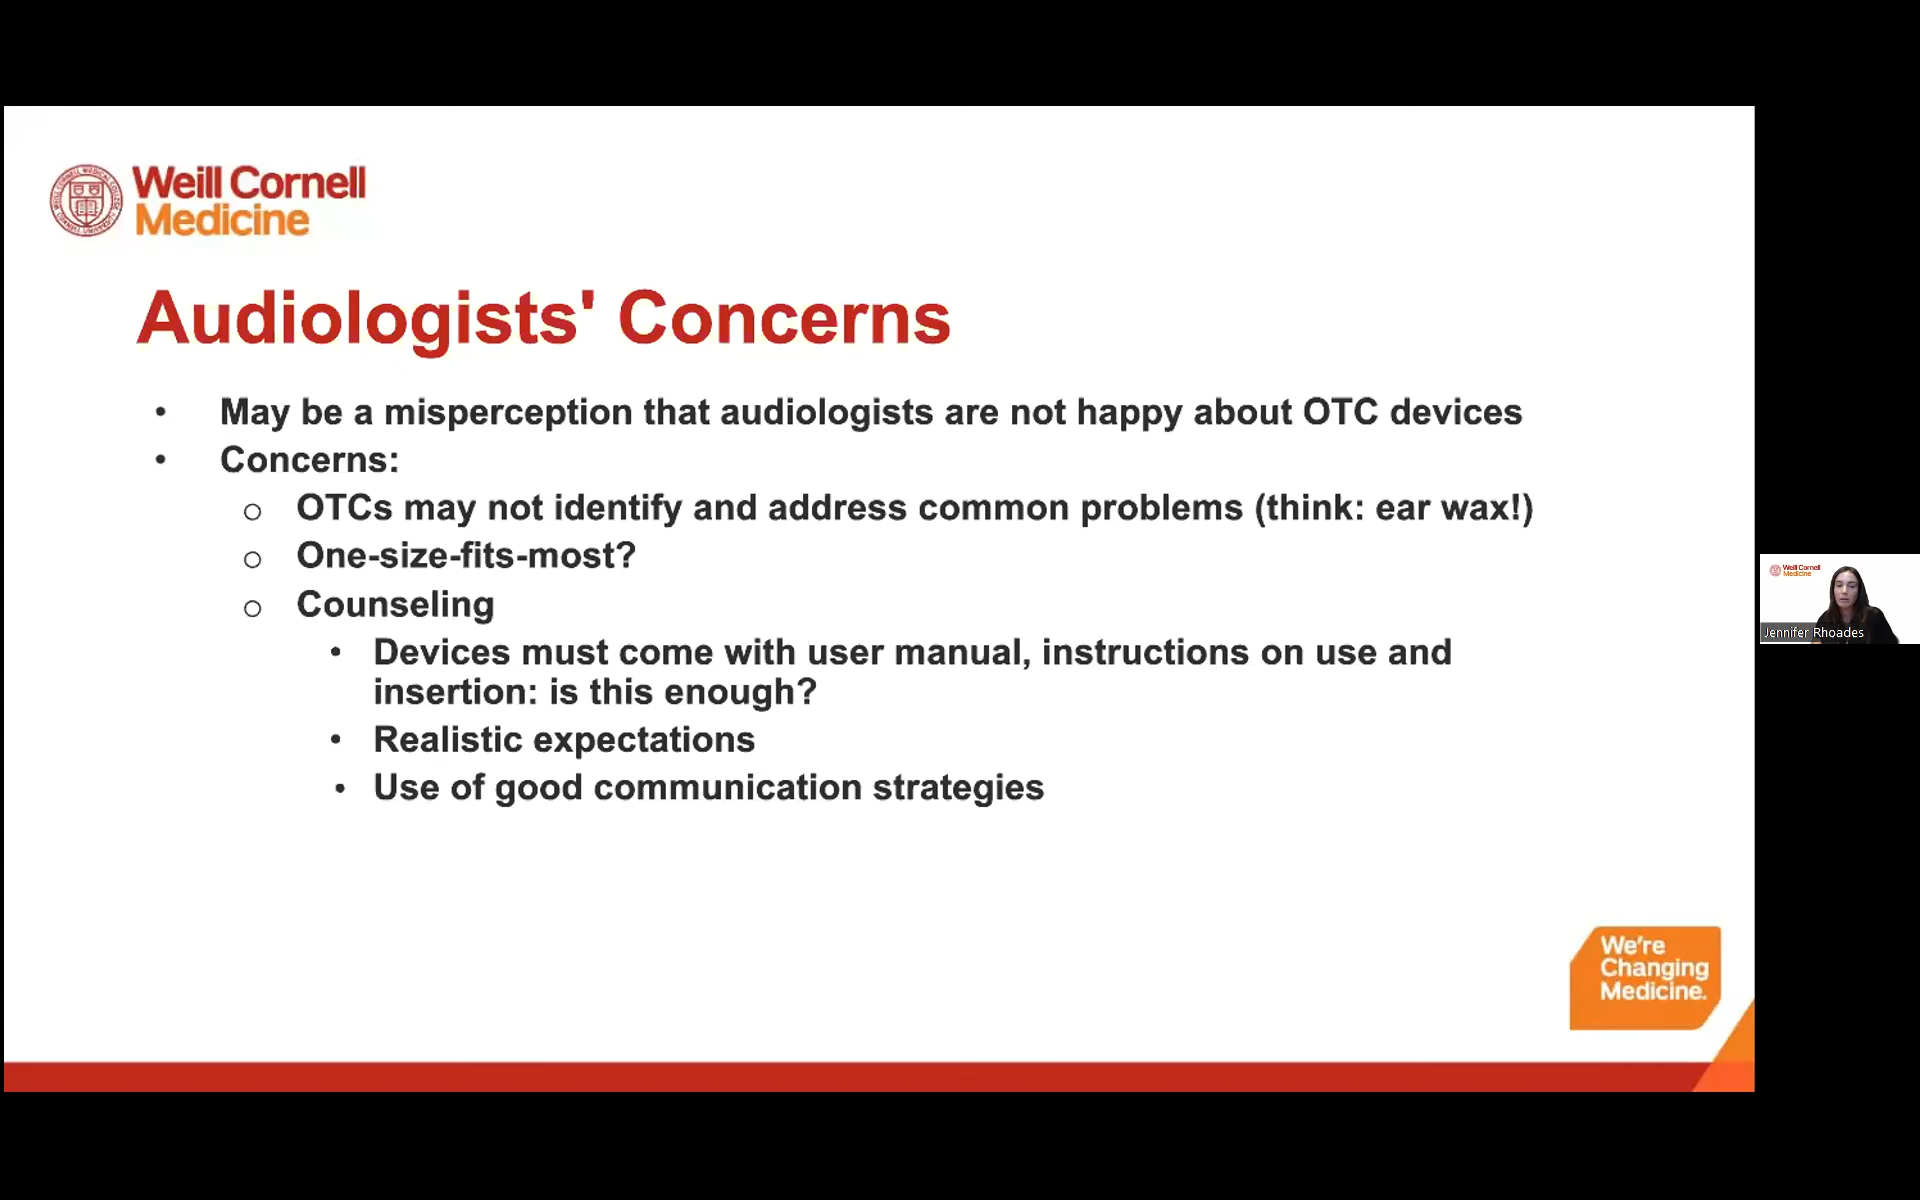 Weill Cornell
Medicine
Audiologists' Concerns
• May be a misperception that audiologists are not happy about OTC devices
• Concerns:
o OTCs may not identify and address common problems (think: ear wax!)
o One-size-fits-most?
o Counseling
• Devices must come with user manual, instructions on use and
insertion: is this enough?
• Realistic expectations
• Use of good communication strategies
Weill Cornell
Medicine
Jennifer Rhoades
We're
Changing
Medicine.